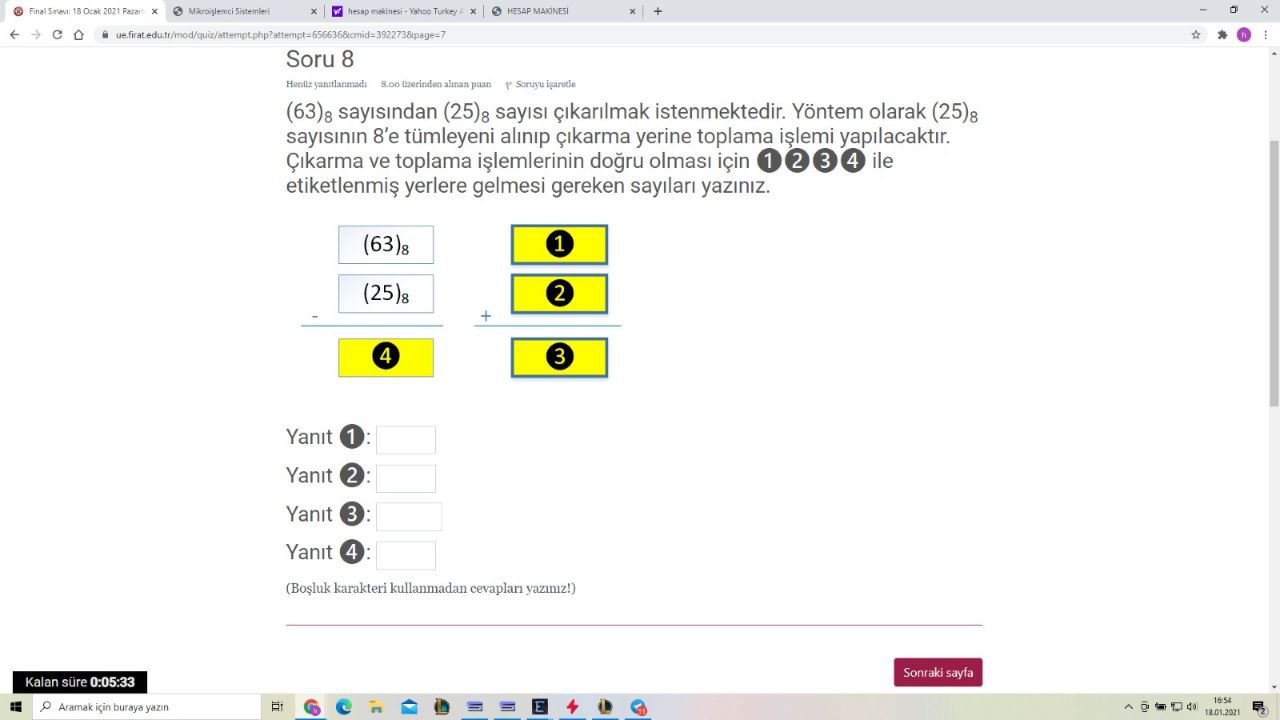 Final Sınavı: 18 Ocak 2021 Pazar
Mikroişlemci Sistemleri
hesap makinesi - Yahoo Turkey A
HESAP MAKİNESİ
ue.firat.edu.tr/mod/quiz/attempt.php?attempt=656636&cmid=392273&page=7
h
Soru 8
Henüz yanıtlanmadı 8.00 üzerinden alınan puan Soruyu işaretle
(63)₈ sayısından (25)₈ sayısı çıkarılmak istenmektedir. Yöntem olarak (25)₈
sayısının 8’e tümleyeni alınıp çıkarma yerine toplama işlemi yapılacaktır.
Çıkarma ve toplama işlemlerinin doğru olması için ❶❷❸❹ ile
etiketlenmiş yerlere gelmesi gereken sayıları yazınız.
(63)₈ ❶
(25)₈ ❷
- +
❹ ❸
Yanıt ❶:
Yanıt ❷:
Yanıt ❸:
Yanıt ❹:
(Boşluk karakteri kullanmadan cevapları yazınız!)
Sonraki sayfa
Kalan süre 0:05:33
Aramak için buraya yazın
16:54
18.01.2021